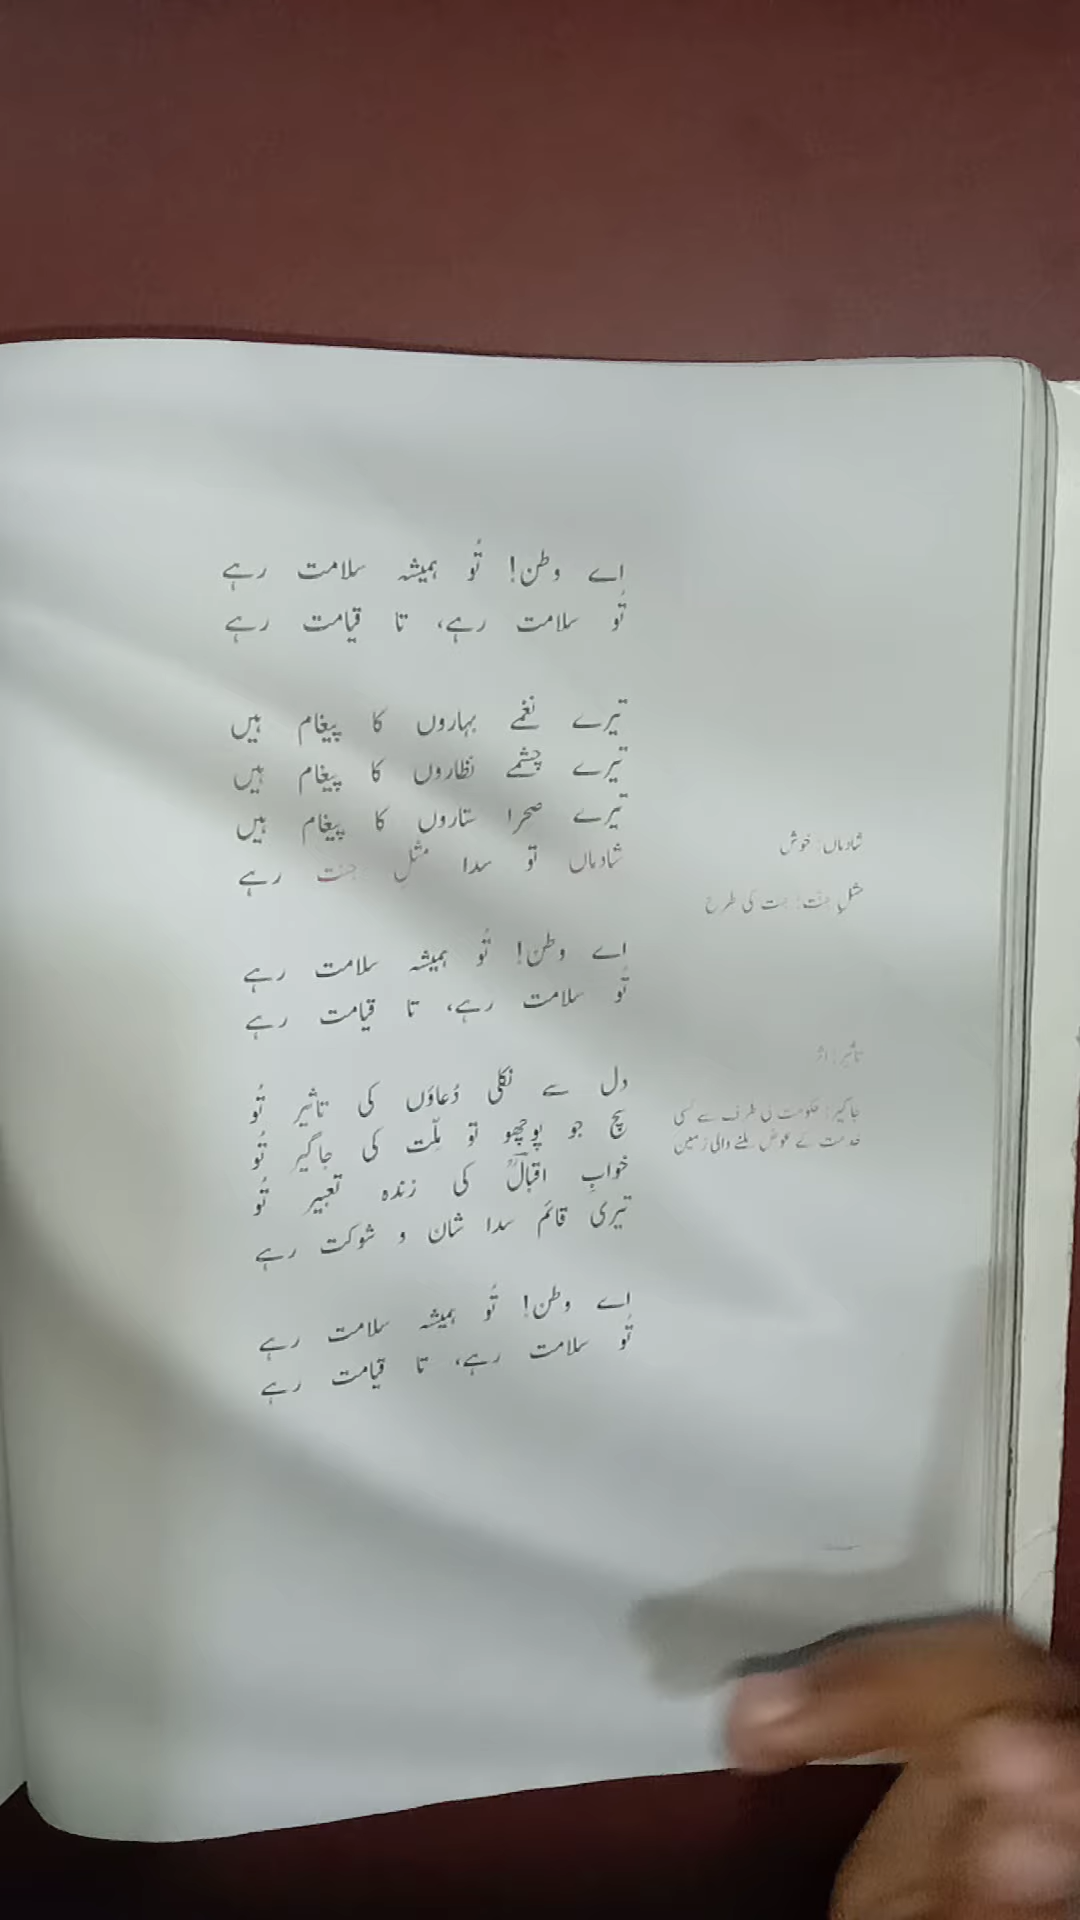 اے وطن! تُو ہمیشہ سلامت رہے
تُو سلامت رہے، تا قیامت رہے
تیرے نغمے بہاروں کا پیغام ہیں
تیرے چشمے نظاروں کا پیغام ہیں
تیرے صحرا ستاروں کا پیغام ہیں
شادماں تو سدا مثلِ جنت رہے
شادماں: خوش
مثلِ جنت: جنت کی طرح
اے وطن! تُو ہمیشہ سلامت رہے
تُو سلامت رہے، تا قیامت رہے
دل سے نکلی دُعاؤں کی تاثیر تُو
سچ جو پوچھو تو مِلّت کی جاگیر تُو
خوابِ اقبالؒ کی زندہ تعبیر تُو
تیری قائم سدا شان و شوکت رہے
تاثیر: اثر
جاگیر: حکومت کی طرف سے کسی
خدمت کے عوض ملنے والی زمین
اے وطن! تُو ہمیشہ سلامت رہے
تُو سلامت رہے، تا قیامت رہے